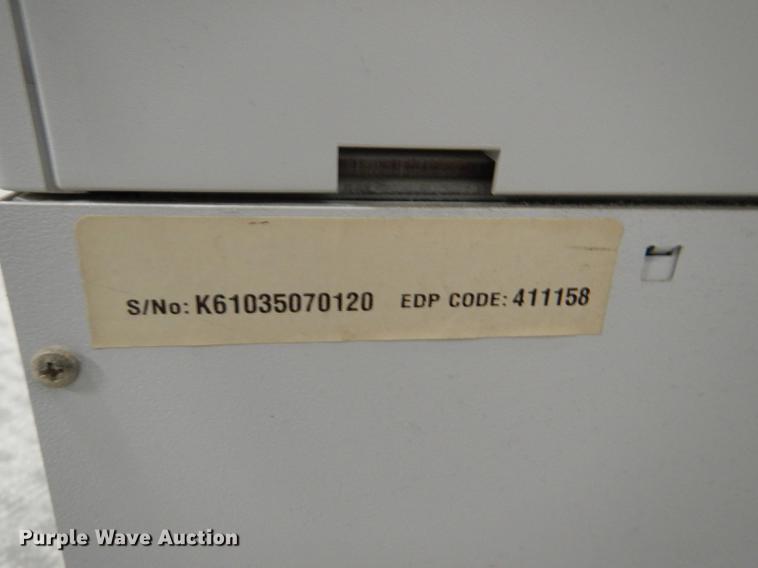 S/No: K61035070120 EDP CODE: 411158
Purple Wave Auction